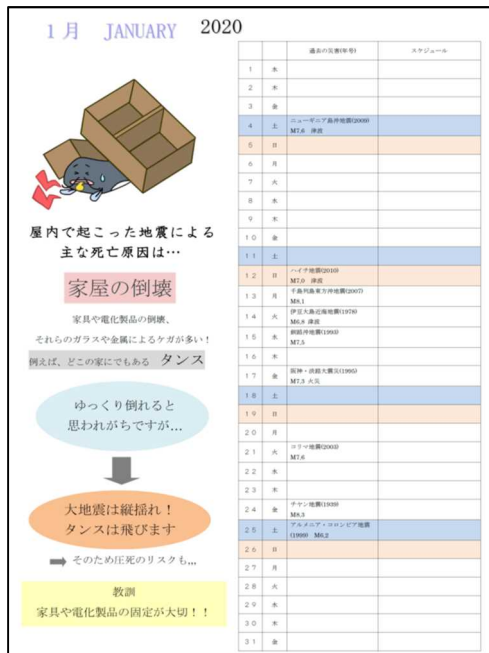 1月 JANUARY 2020
屋内で起こった地震による
主な死亡原因は…
家屋の倒壊
家具や電化製品の倒壊、
それらのガラスや金属によるケガが多い！
例えば、どこの家にでもある タンス
ゆっくり倒れると
思われがちですが…
大地震は縦揺れ！
タンスは飛びます
そのため圧死のリスクも,,,
教訓
家具や電化製品の固定が大切！！
過去の災害(年号) スケジュール
1 水
2 木
3 金
4 土 ニューギニア島沖地震(2009)
M7.6 津波
5 日
6 月
7 火
8 水
9 木
10 金
11 土
12 日 ハイチ地震(2010)
M7.0 津波
13 月 千島列島東方沖地震(2007)
M8.1
14 火 伊豆大島近海地震(1978)
M6.8 津波
15 水 釧路沖地震(1993)
M7.5
16 木
17 金 阪神・淡路大震災(1995)
M7.3 火災
18 土
19 日
20 月
21 火 コリマ地震(2003)
M7.6
22 水
23 木
24 金 チヤン地震(1939)
M8.3
25 土 アルメニア・コロンビア地震
(1999) M6.2
26 日
27 月
28 火
29 水
30 木
31 金